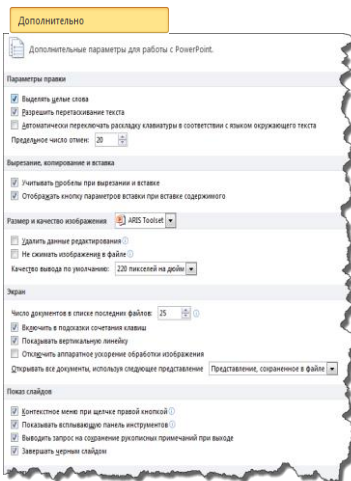 Дополнительно
Дополнительные параметры для работы с PowerPoint.
Параметры правки
Выделять целые слова
Разрешить перетаскивание текста
Автоматически переключать раскладку клавиатуры в соответствии с языком окружающего текста
Предельное число отмен: 20
Вырезание, копирование и вставка
Учитывать пробелы при вырезании и вставке
Отображать кнопку параметров вставки при вставке содержимого
Размер и качество изображения ARIS Toolset
Удалить данные редактирования
Не сжимать изображения в файле
Качество вывода по умолчанию: 220 пикселей на дюйм
Экран
Число документов в списке последних файлов: 25
Включить в подсказки сочетания клавиш
Показывать вертикальную линейку
Отключить аппаратное ускорение обработки изображения
Открывать все документы, используя следующее представление Представление, сохраненное в файле
Показ слайдов
Контекстное меню при щелчке правой кнопкой
Показывать всплывающую панель инструментов
Выводить запрос на сохранение рукописных примечаний при выходе
Завершать черным слайдом